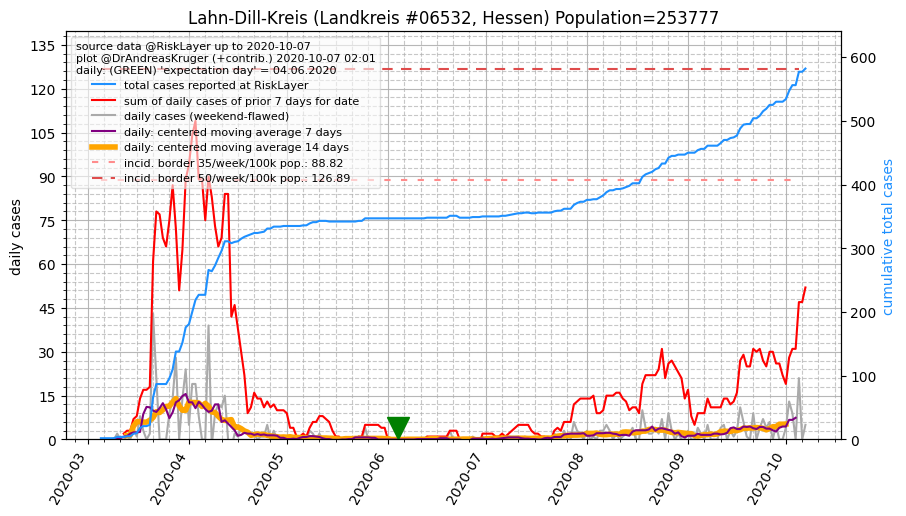 Lahn-Dill-Kreis (Landkreis #06532, Hessen) Population=253777
source data @RiskLayer up to 2020-10-07
plot @DrAndreasKruger (+contrib.) 2020-10-07 02:01
daily: (GREEN) 'expectation day' = 04.06.2020
total cases reported at RiskLayer
sum of daily cases of prior 7 days for date
daily cases (weekend-flawed)
daily: centered moving average 7 days
daily: centered moving average 14 days
incid. border 35/week/100k pop.: 88.82
incid. border 50/week/100k pop.: 126.89
daily cases
135
120
105
90
75
60
45
30
15
0
cumulative total cases
600
500
400
300
200
100
0
2020-03
2020-04
2020-05
2020-06
2020-07
2020-08
2020-09
2020-10